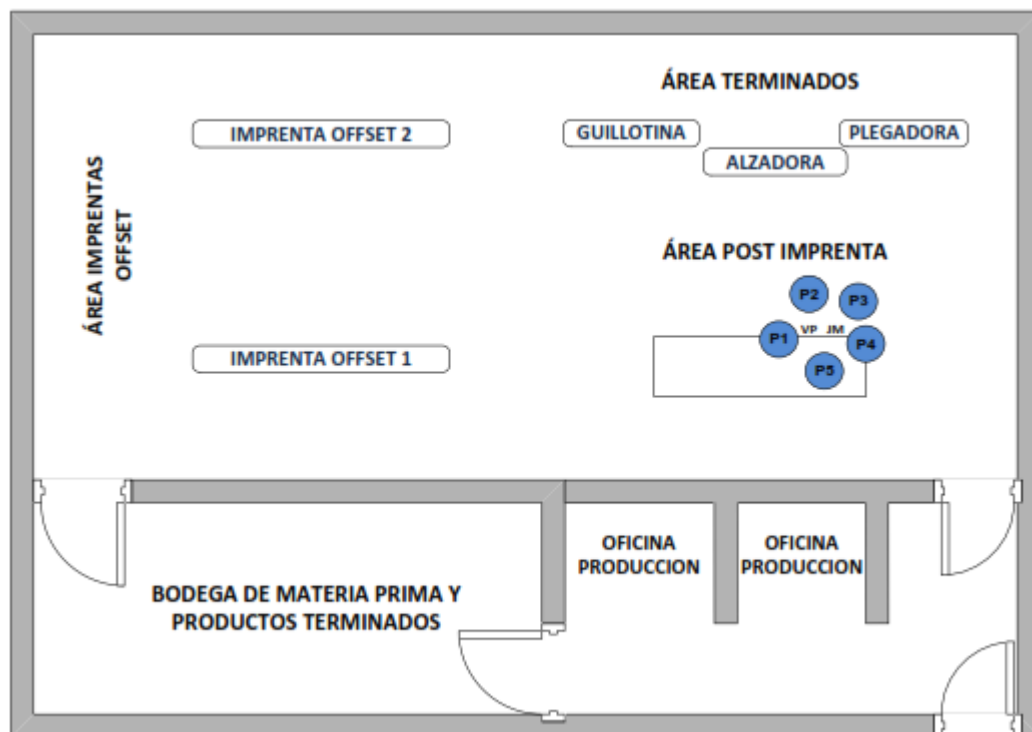 ÁREA TERMINADOS
IMPRENTA OFFSET 2
GUILLOTINA
PLEGADORA
ALZADORA
ÁREA IMPRENTAS
OFFSET
ÁREA POST IMPRENTA
P2
P3
P1
VP
JM
P4
P5
IMPRENTA OFFSET 1
OFICINA
PRODUCCION
OFICINA
PRODUCCION
BODEGA DE MATERIA PRIMA Y
PRODUCTOS TERMINADOS